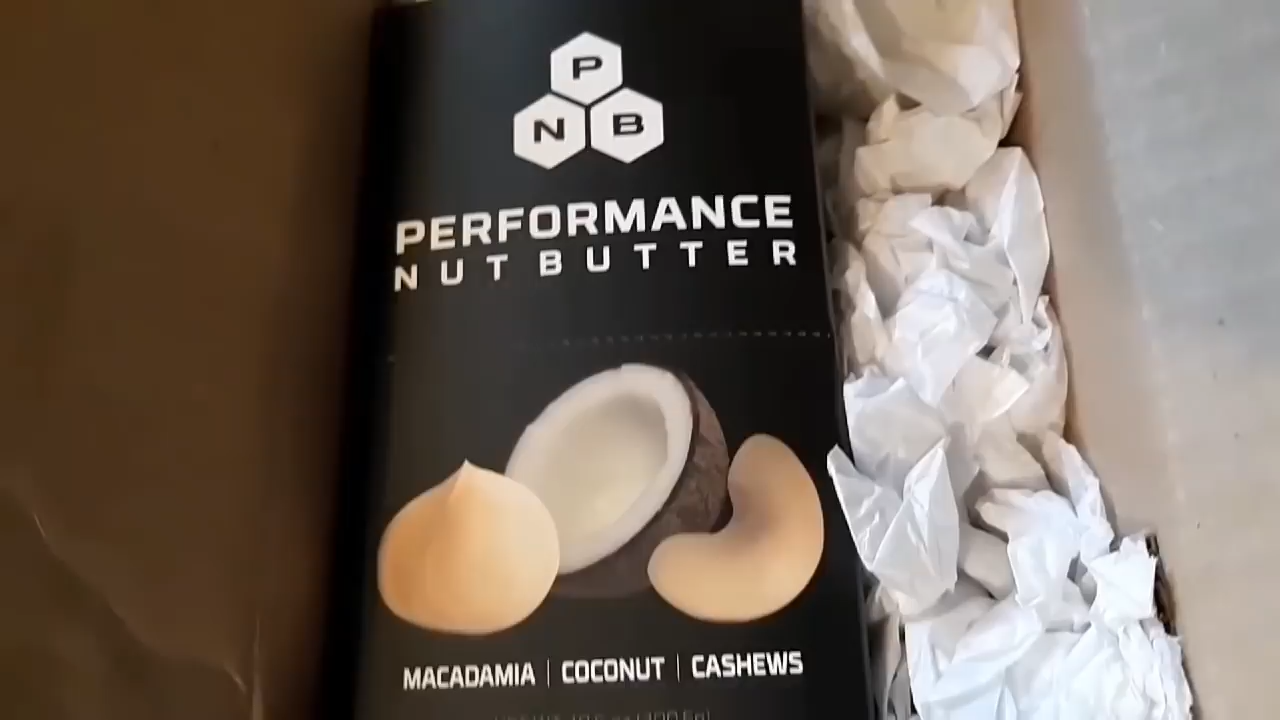 P
N B
PERFORMANCE
NUT BUTTER
MACADAMIA | COCONUT | CASHEWS